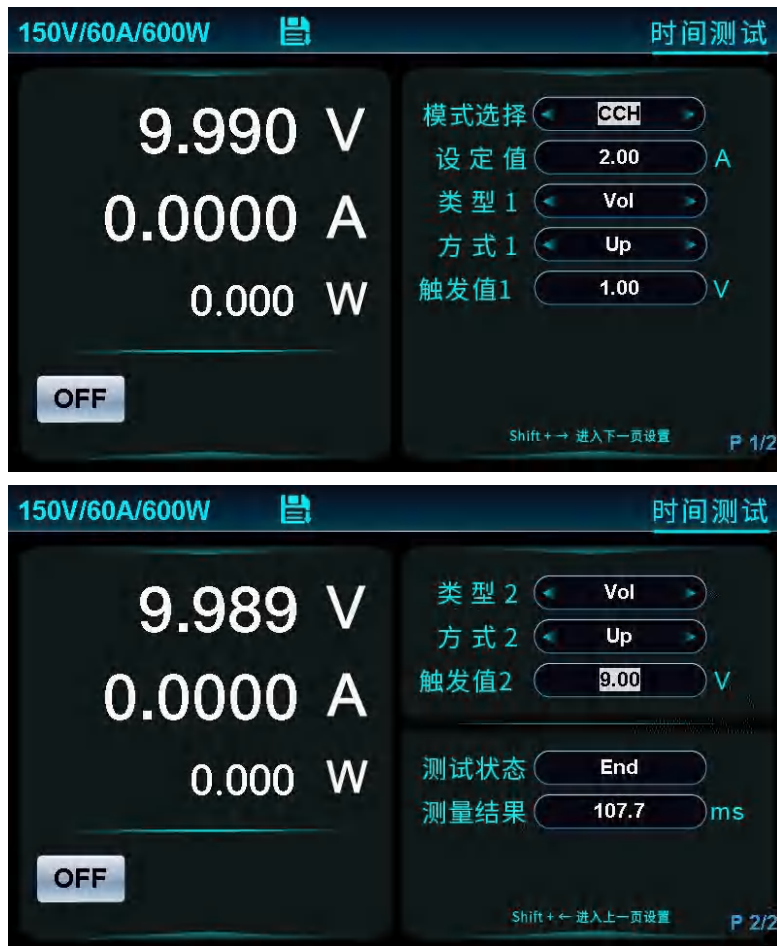 150V/60A/600W 时间测试
9.990 V
0.0000 A
0.000 W
OFF
模式选择 CCH
设定值 2.00 A
类型1 Vol
方式1 Up
触发值1 1.00 V
Shift + → 进入下一页设置
P 1/2
150V/60A/600W 时间测试
9.989 V
0.0000 A
0.000 W
OFF
类型2 Vol
方式2 Up
触发值2 9.00 V
测试状态 End
测量结果 107.7 ms
Shift + ← 进入上一页设置
P 2/2